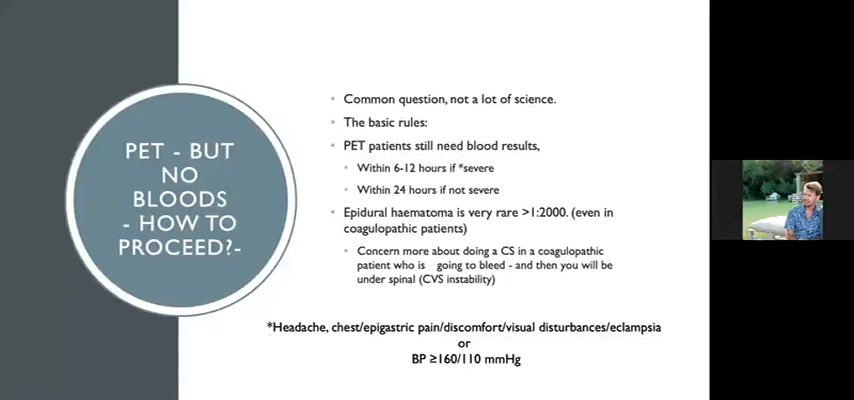 PET - BUT
NO
BLOODS
- HOW TO
PROCEED?-
Common question, not a lot of science.
The basic rules:
PET patients still need blood results,
Within 6-12 hours if *severe
Within 24 hours if not severe
Epidural haematoma is very rare >1:2000. (even in
coagulopathic patients)
Concern more about doing a CS in a coagulopathic
patient who is going to bleed - and then you will be
under spinal (CVS instability)
*Headache, chest/epigastric pain/discomfort/visual disturbances/eclampsia
or
BP ≥160/110 mmHg